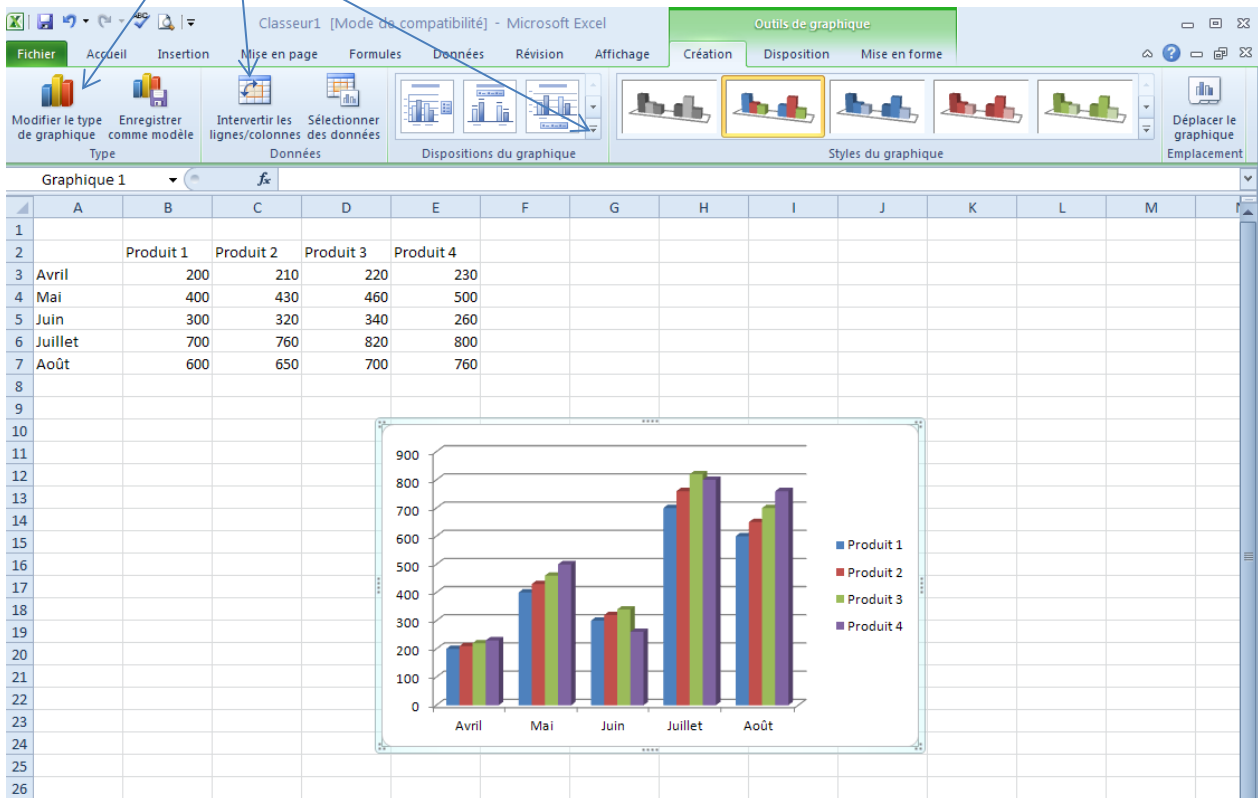 Classeur1 [Mode de compatibilité] - Microsoft Excel
Outils de graphique
Fichier Accueil Insertion Mise en page Formules Données Révision Affichage Création Disposition Mise en forme
Modifier le type de graphique
Enregistrer comme modèle
Intervertir les lignes/colonnes
Sélectionner des données
Déplacer le graphique
Type Données Dispositions du graphique Styles du graphique Emplacement
Graphique 1 fx
A B C D E F G H I J K L M
1
2 Produit 1 Produit 2 Produit 3 Produit 4
3 Avril 200 210 220 230
4 Mai 400 430 460 500
5 Juin 300 320 340 260
6 Juillet 700 760 820 800
7 Août 600 650 700 760
8
9
10
11
12
13
14
15
16
17
18
19
20
21
22
23
24
25
26
900
800
700
600
500
400
300
200
100
0
Avril Mai Juin Juillet Août
Produit 1
Produit 2
Produit 3
Produit 4